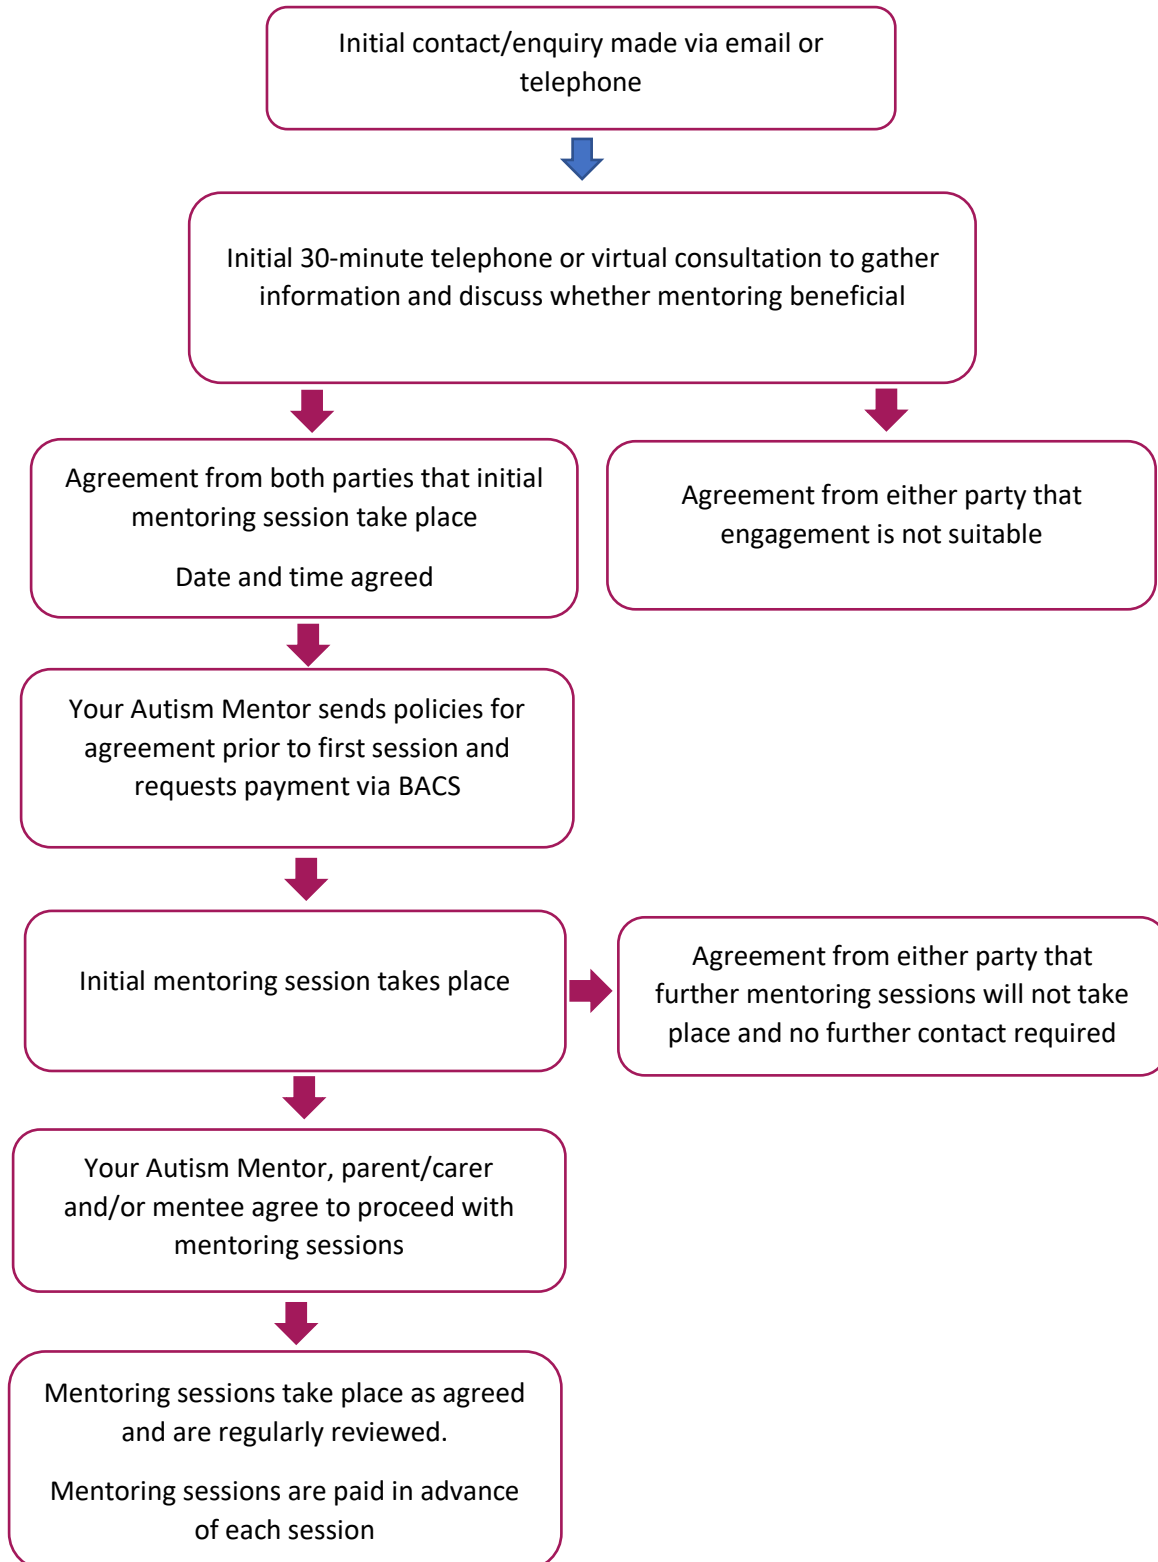 Initial contact/enquiry made via email or
telephone
Initial 30-minute telephone or virtual consultation to gather
information and discuss whether mentoring beneficial
Agreement from both parties that initial
mentoring session take place
Date and time agreed
Agreement from either party that
engagement is not suitable
Your Autism Mentor sends policies for
agreement prior to first session and
requests payment via BACS
Initial mentoring session takes place
Agreement from either party that
further mentoring sessions will not take
place and no further contact required
Your Autism Mentor, parent/carer
and/or mentee agree to proceed with
mentoring sessions
Mentoring sessions take place as agreed
and are regularly reviewed.
Mentoring sessions are paid in advance
of each session